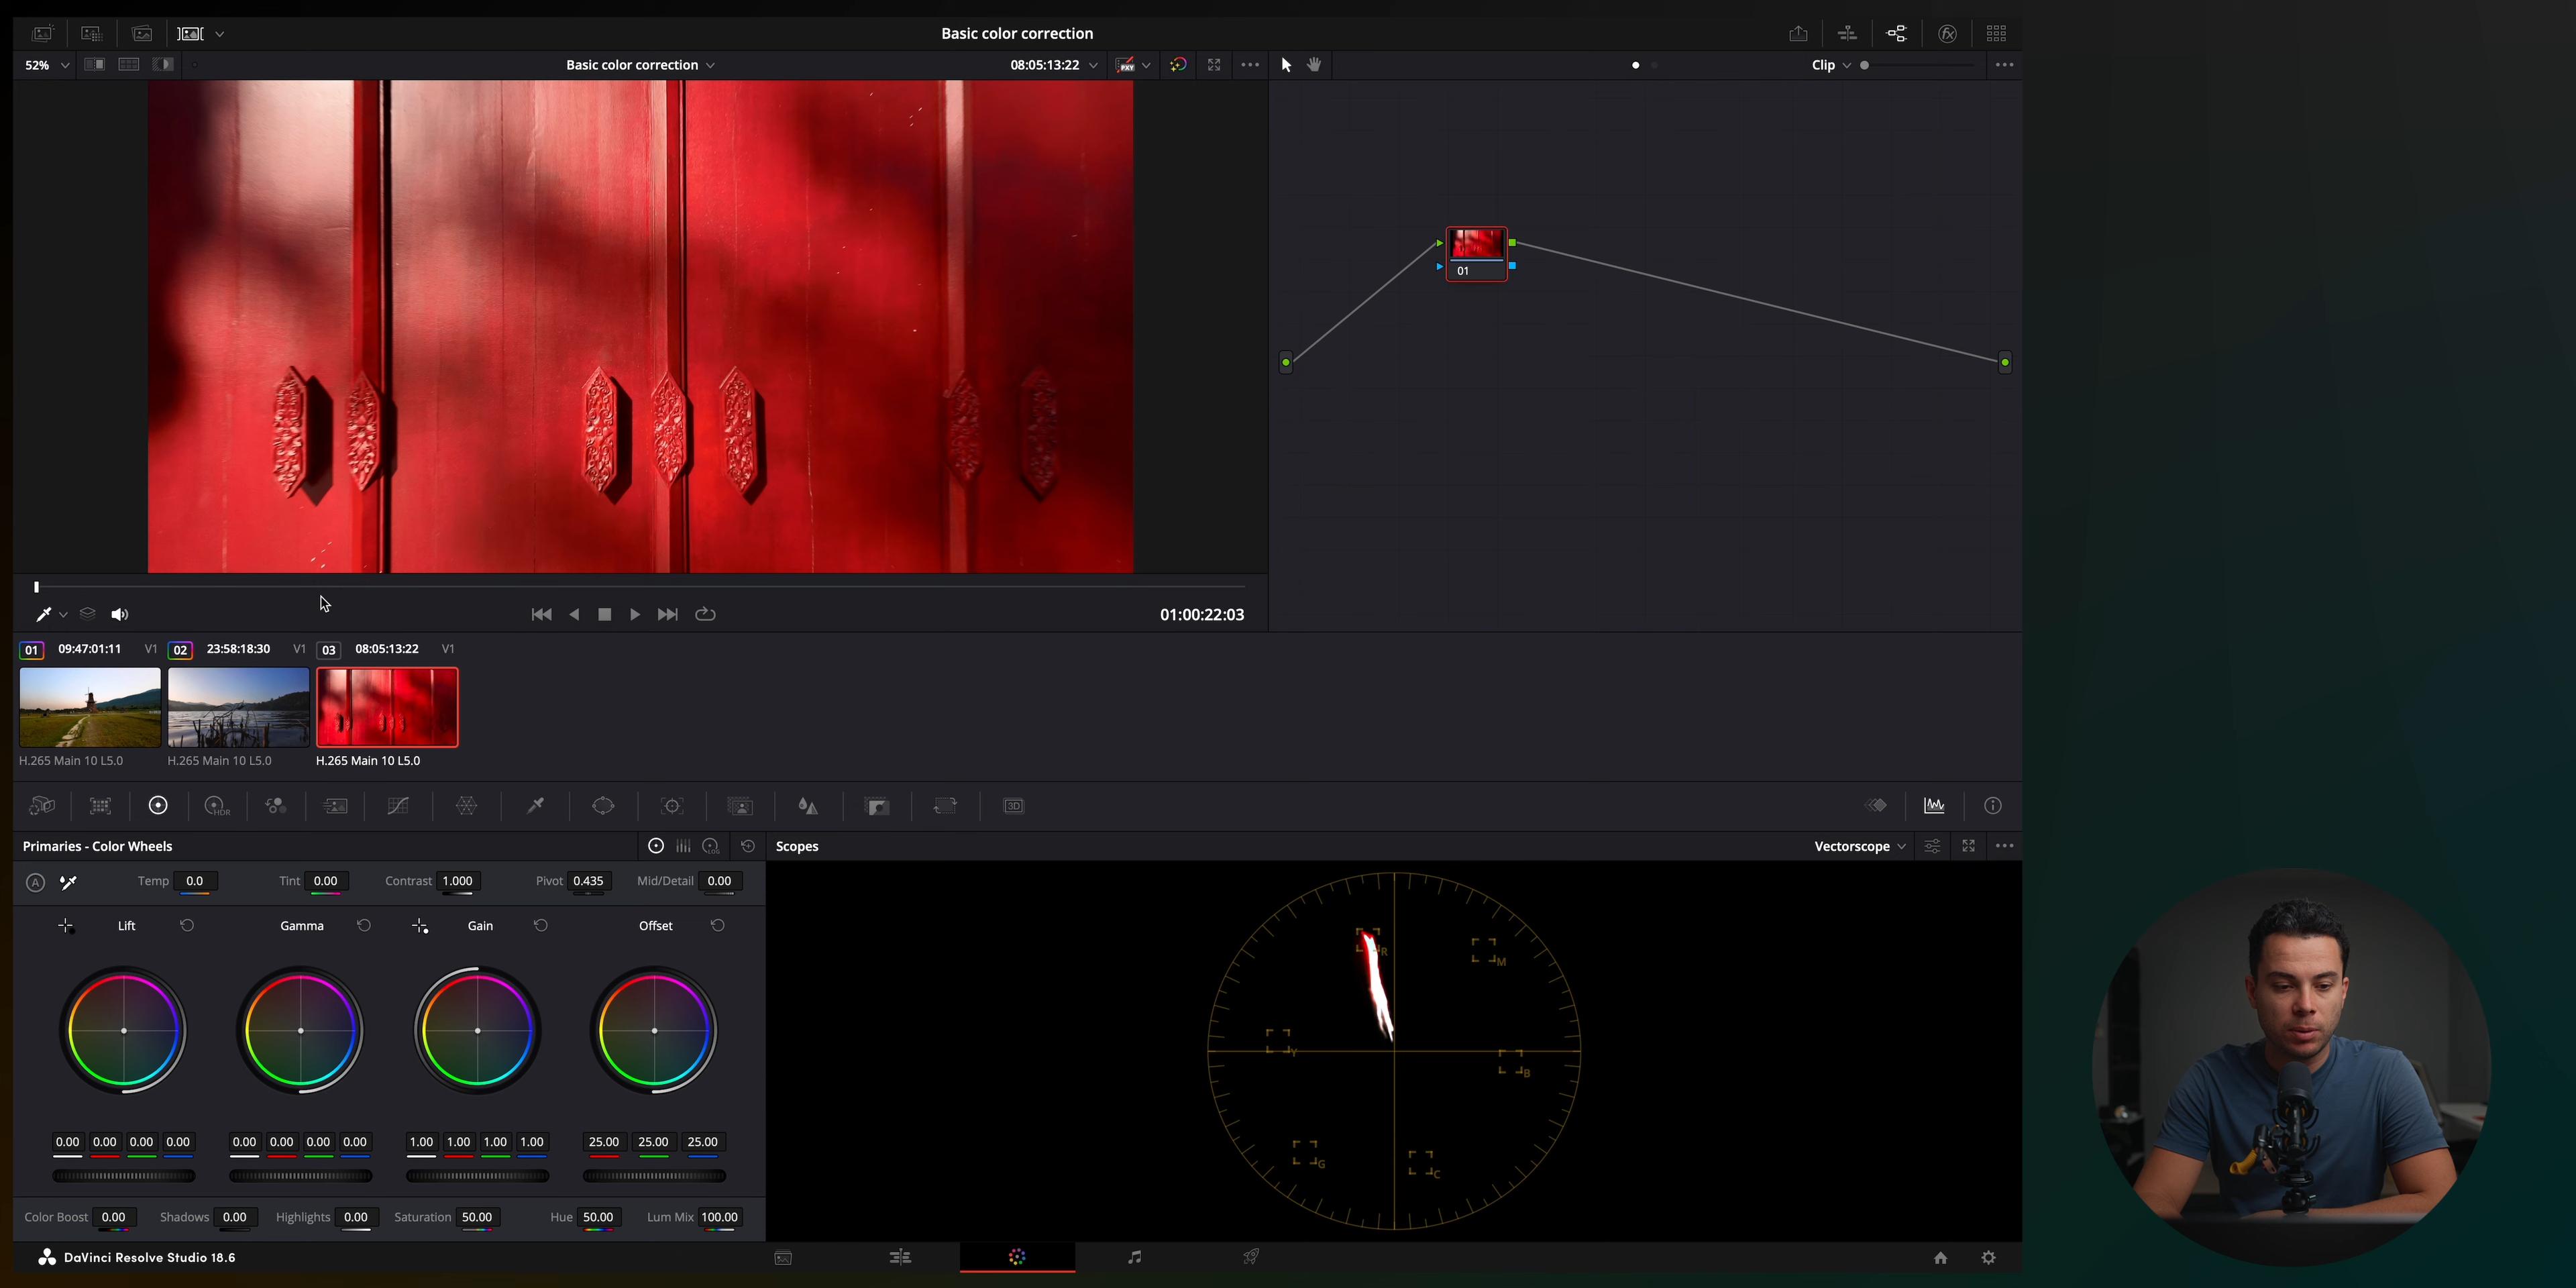 Basic color correction
52%
Basic color correction
08:05:13:22
PXY
Clip
01
01:00:22:03
01 09:47:01:11 V1
02 23:58:18:30 V1
03 08:05:13:22 V1
H.265 Main 10 L5.0
H.265 Main 10 L5.0
H.265 Main 10 L5.0
HDR
3D
Primaries - Color Wheels
LOG
Scopes
Vectorscope
A
Temp 0.0
Tint 0.00
Contrast 1.000
Pivot 0.435
Mid/Detail 0.00
Lift
Gamma
Gain
Offset
R
M
Y
B
G
C
0.00 0.00 0.00 0.00
0.00 0.00 0.00 0.00
1.00 1.00 1.00 1.00
25.00 25.00 25.00
Color Boost 0.00
Shadows 0.00
Highlights 0.00
Saturation 50.00
Hue 50.00
Lum Mix 100.00
DaVinci Resolve Studio 18.6